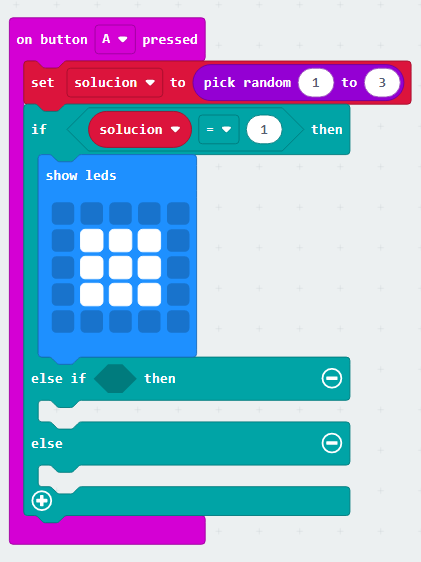 on button A pressed
set solucion to pick random 1 to 3
if solucion = 1 then
show leds
else if then
else